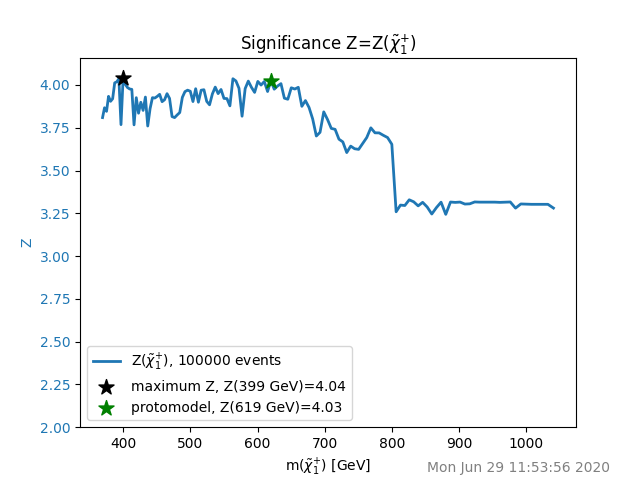 Significance Z=Z(χ̃₁⁺)
4.00
3.75
3.50
3.25
3.00
2.75
2.50
2.25
2.00
Z
Z(χ̃₁⁺), 100000 events
maximum Z, Z(399 GeV)=4.04
protomodel, Z(619 GeV)=4.03
400 500 600 700 800 900 1000
m(χ̃₁⁺) [GeV]
Mon Jun 29 11:53:56 2020